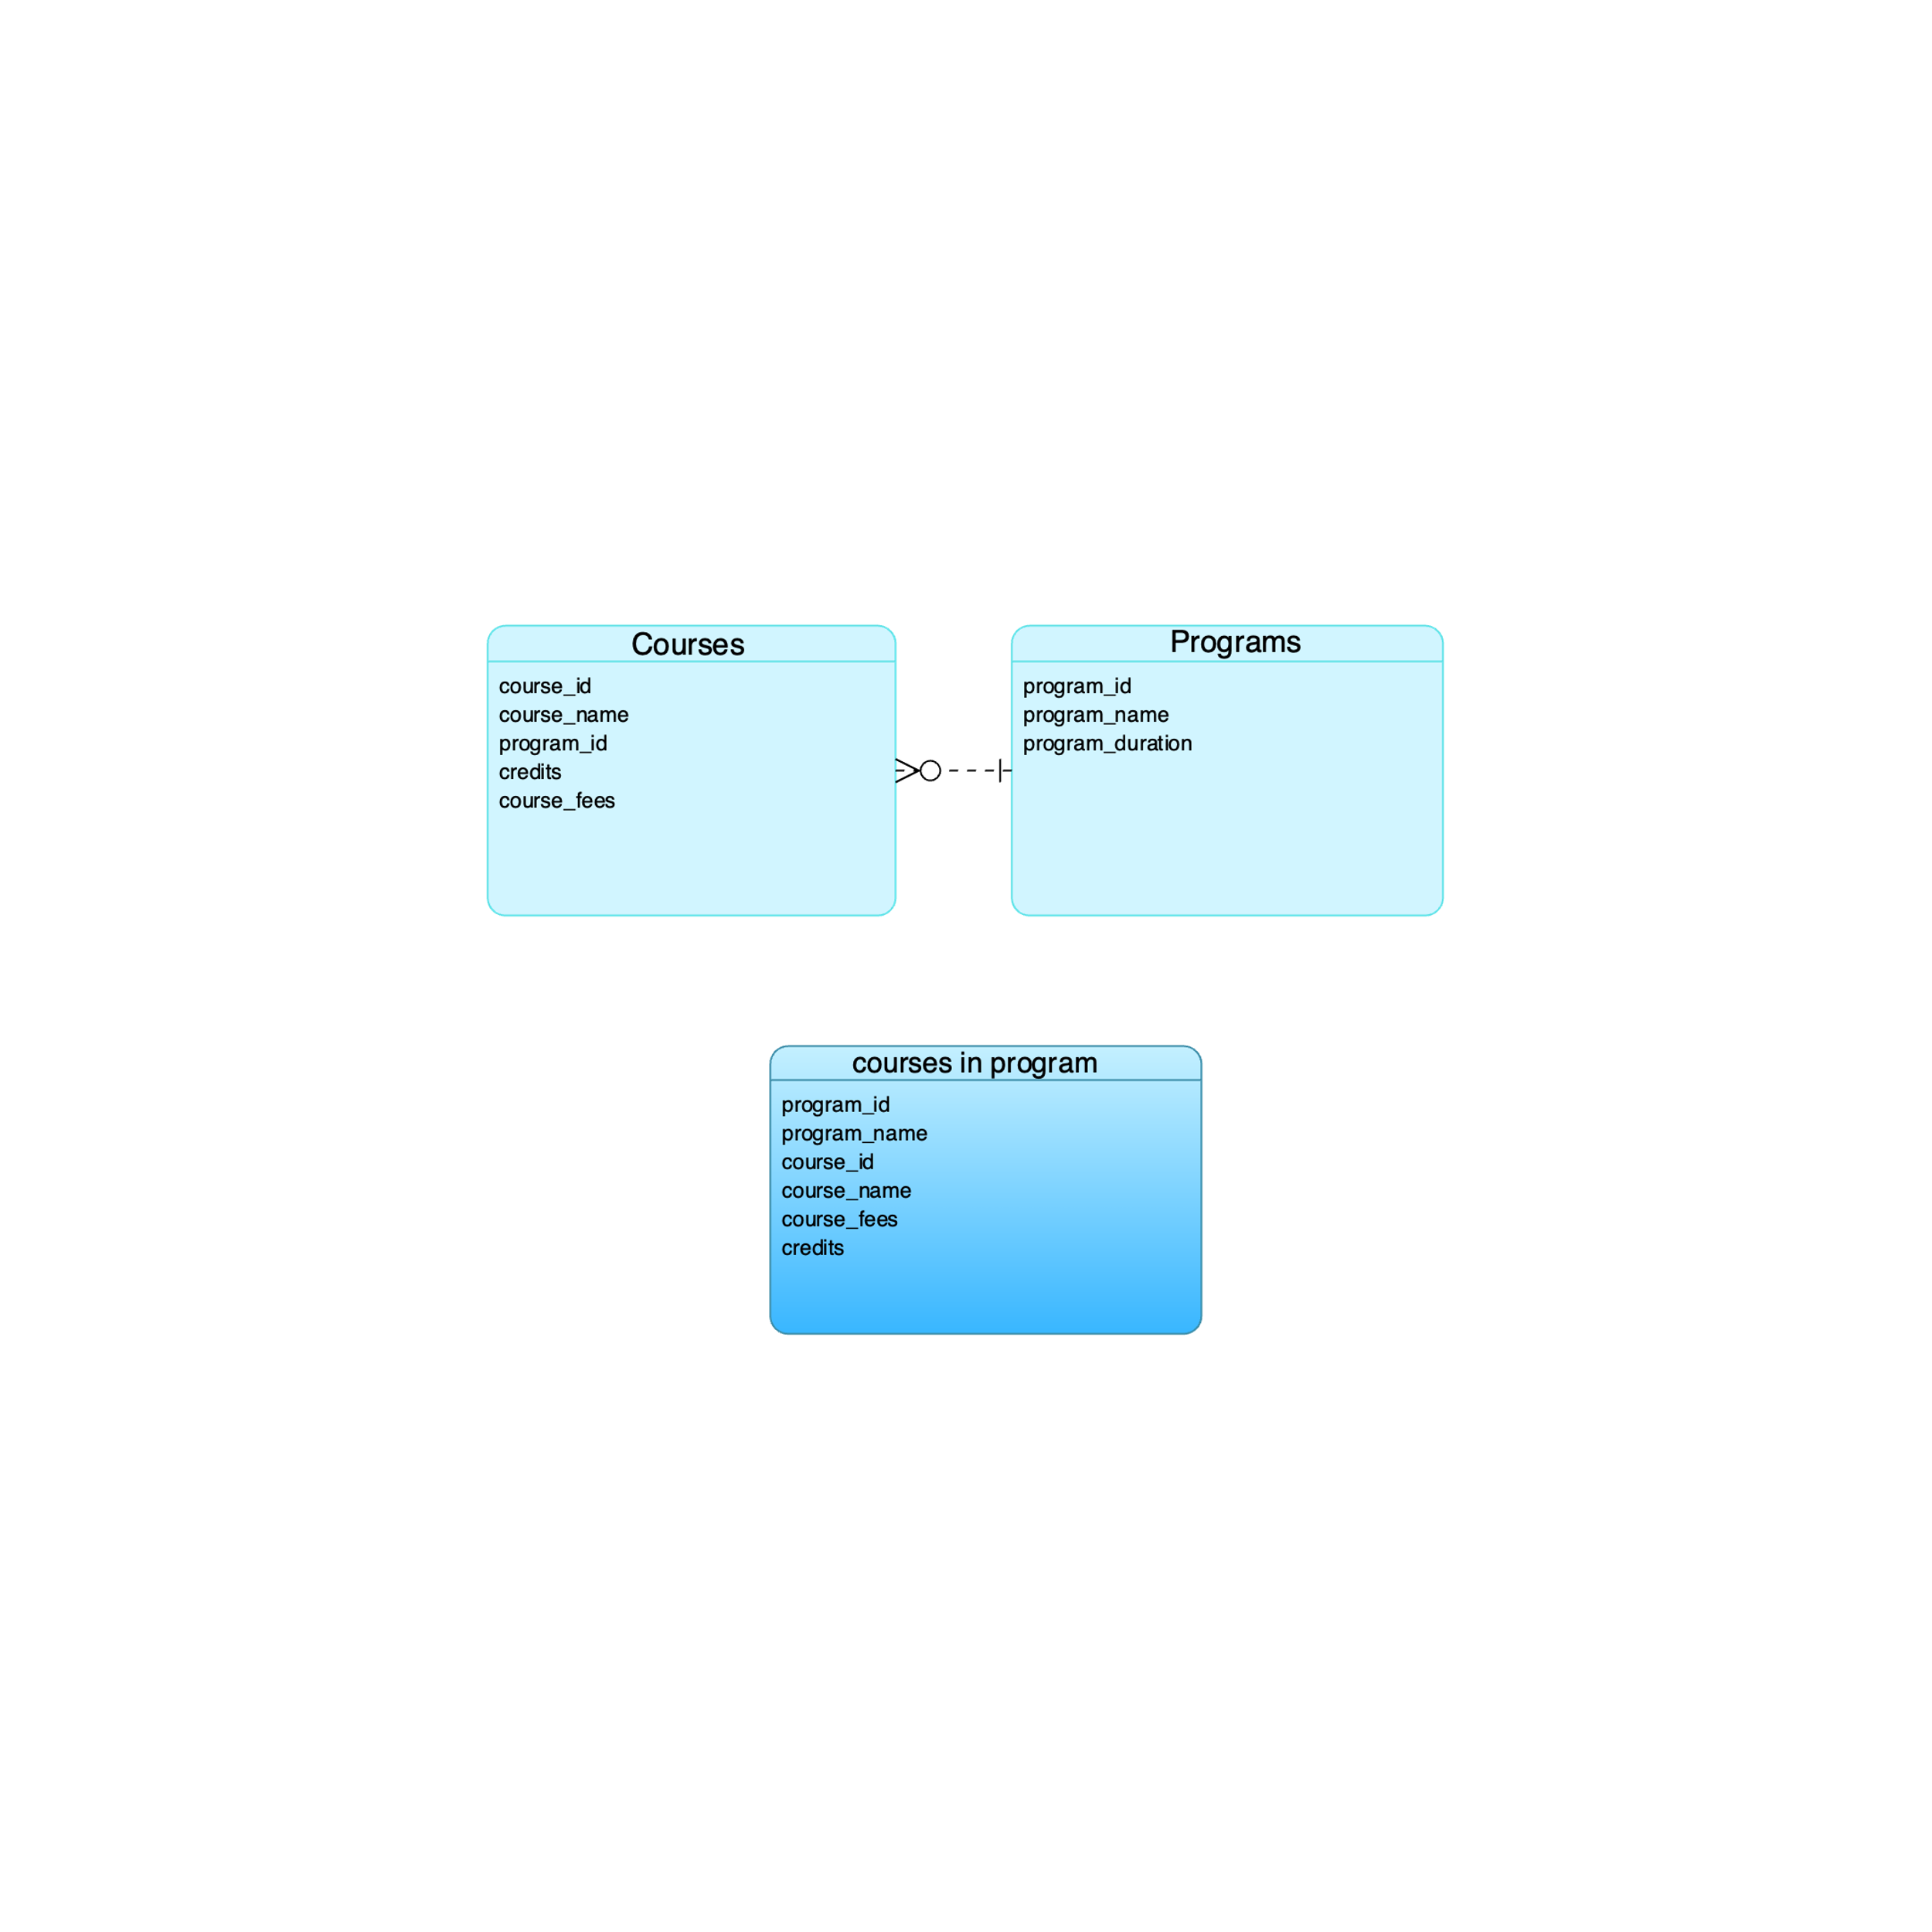 Courses
course_id
course_name
program_id
credits
course_fees
Programs
program_id
program_name
program_duration
courses in program
program_id
program_name
course_id
course_name
course_fees
credits